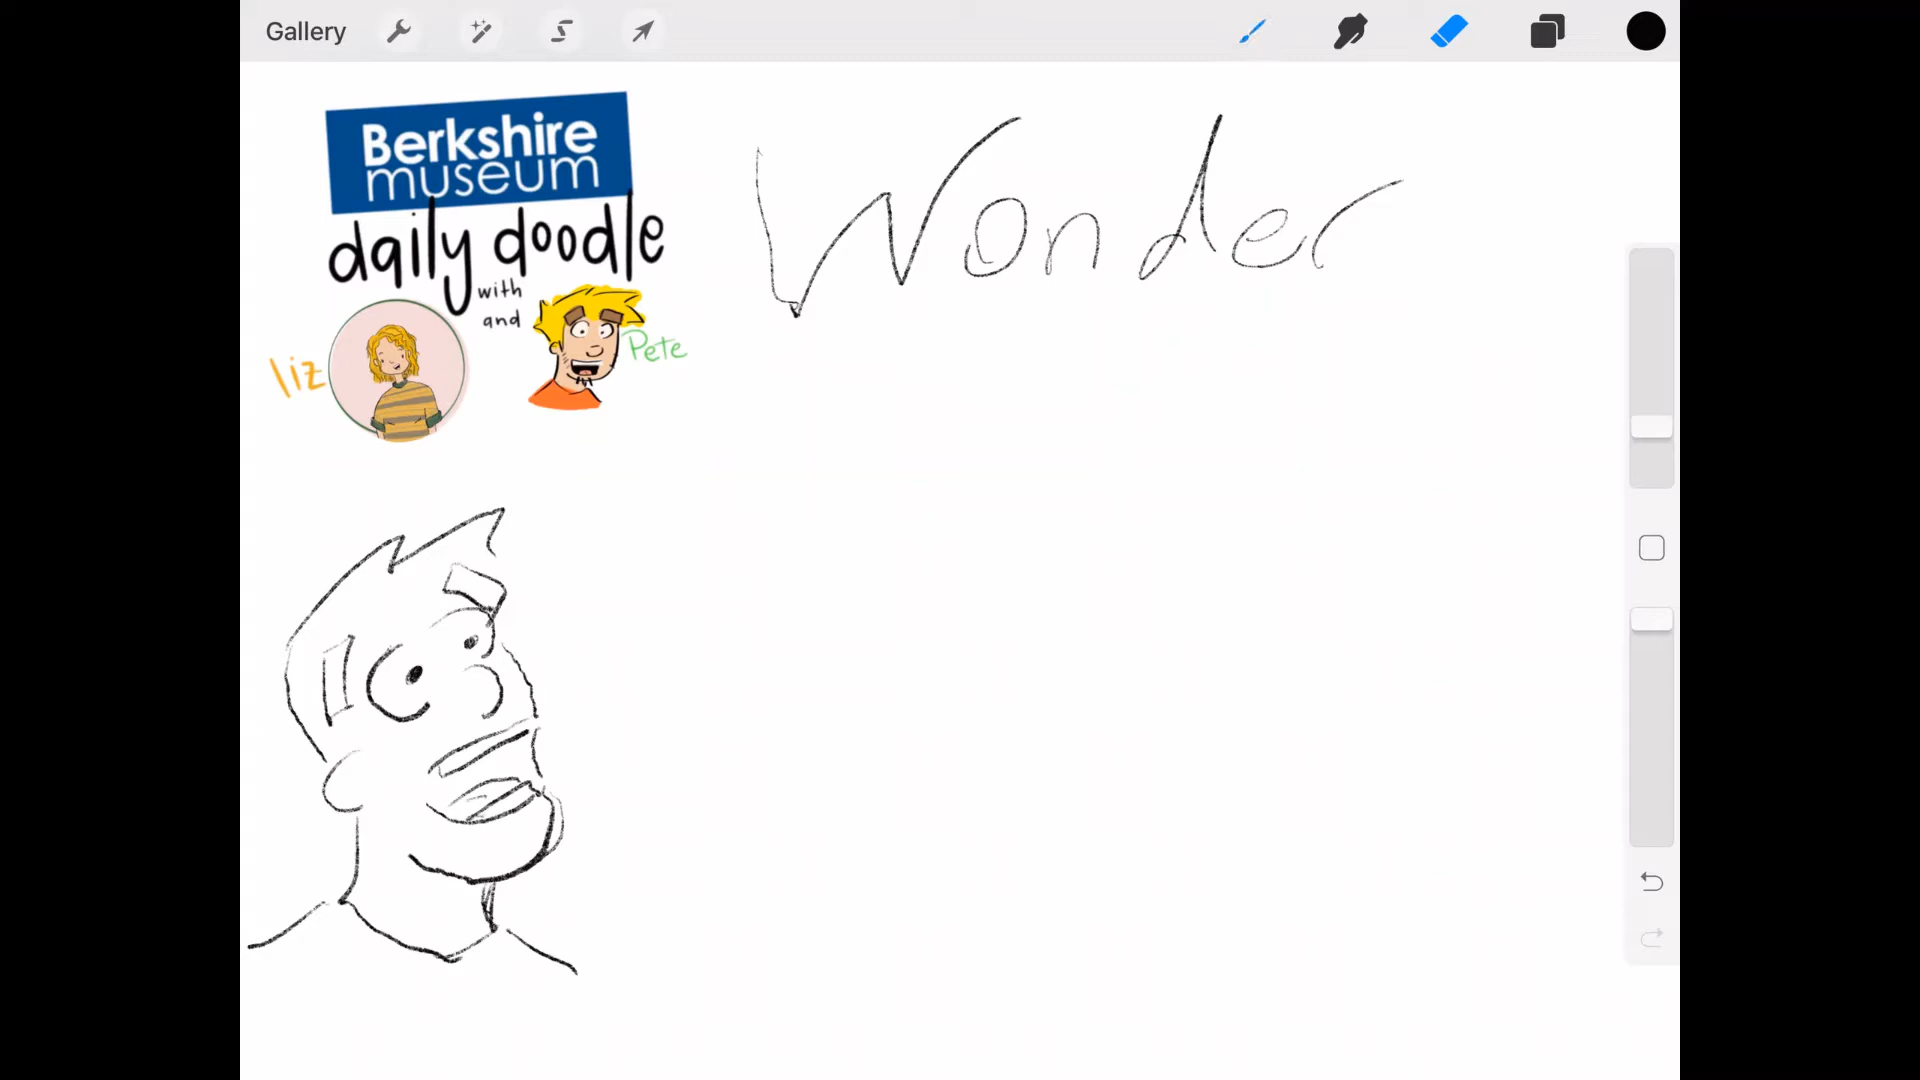 Gallery
Berkshire
museum
daily doodle
with
and
liz
Pete
Wonder